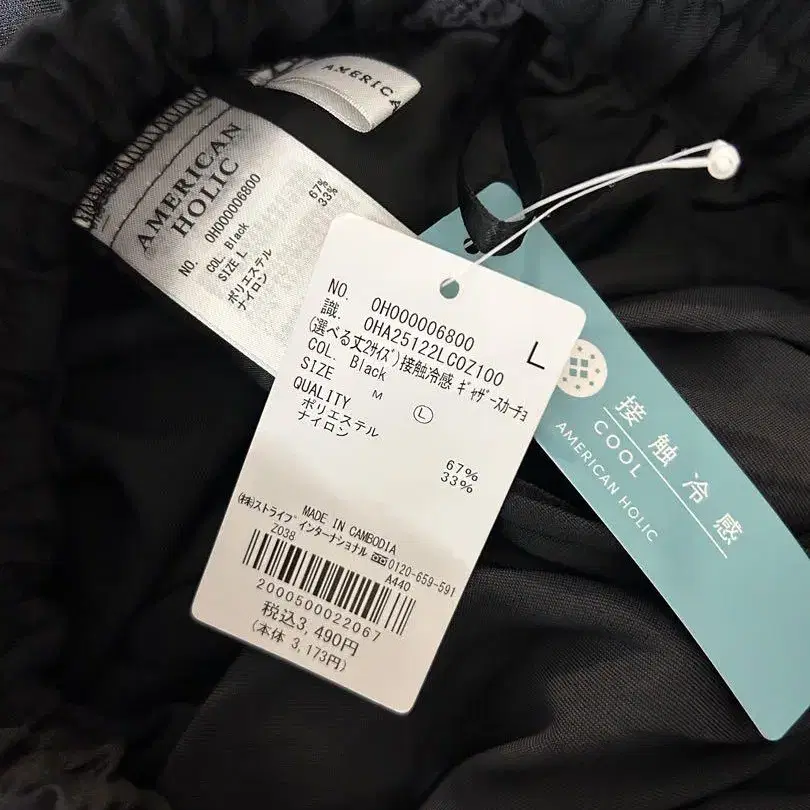 AMERICA
AMERICAN
HOLIC
NO. 0H000006800
COL. Black
SIZE L
ポリエステル 67%
ナイロン 33%
L
NO. 0H000006800
識. 0HA25122LC0Z100
(選べる丈2サイズ)接触冷感 ギャザースカーチョ
COL. Black
SIZE M Ⓛ
QUALITY
ポリエステル 67%
ナイロン 33%
MADE IN CAMBODIA
(株)ストライプインターナショナル 0120-659-591
Z038 A440
2000500022067
税込3,490円
(本体 3,173円)
接触冷感
COOL
AMERICAN HOLIC